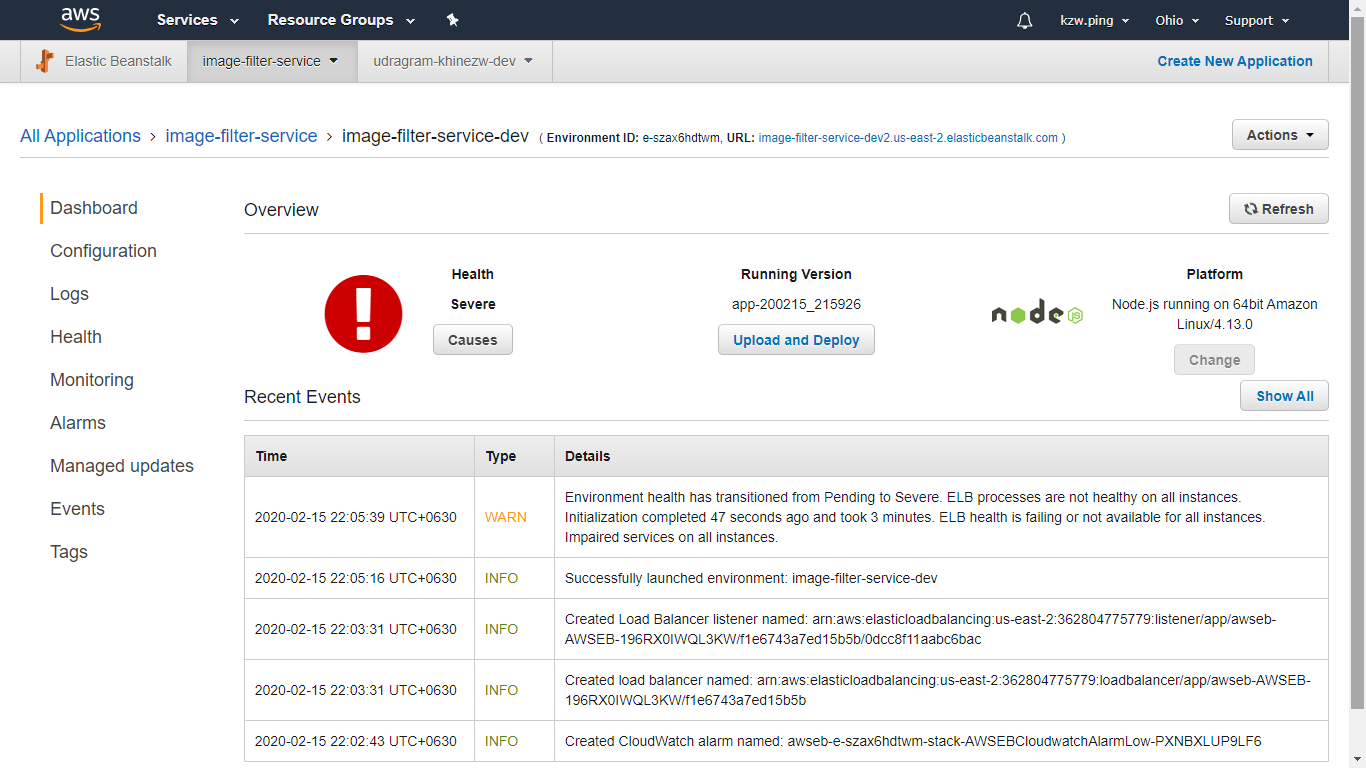 aws Services Resource Groups kzw.ping Ohio Support
Elastic Beanstalk image-filter-service udragram-khinezw-dev Create New Application
All Applications > image-filter-service > image-filter-service-dev ( Environment ID: e-szax6hdtwm, URL: image-filter-service-dev2.us-east-2.elasticbeanstalk.com ) Actions
Dashboard
Configuration
Logs
Health
Monitoring
Alarms
Managed updates
Events
Tags
Overview Refresh
Health
Severe
Causes
Running Version
app-200215_215926
Upload and Deploy
node JS
Platform
Node.js running on 64bit Amazon
Linux/4.13.0
Change
Recent Events Show All
Time Type Details
2020-02-15 22:05:39 UTC+0630 WARN Environment health has transitioned from Pending to Severe. ELB processes are not healthy on all instances.
Initialization completed 47 seconds ago and took 3 minutes. ELB health is failing or not available for all instances.
Impaired services on all instances.
2020-02-15 22:05:16 UTC+0630 INFO Successfully launched environment: image-filter-service-dev
2020-02-15 22:03:31 UTC+0630 INFO Created Load Balancer listener named: arn:aws:elasticloadbalancing:us-east-2:362804775779:listener/app/awseb-
AWSEB-196RX0IWQL3KW/f1e6743a7ed15b5b/0dcc8f11aabc6bac
2020-02-15 22:03:31 UTC+0630 INFO Created load balancer named: arn:aws:elasticloadbalancing:us-east-2:362804775779:loadbalancer/app/awseb-AWSEB-
196RX0IWQL3KW/f1e6743a7ed15b5b
2020-02-15 22:02:43 UTC+0630 INFO Created CloudWatch alarm named: awseb-e-szax6hdtwm-stack-AWSEBCloudwatchAlarmLow-PXNBXLUP9LF6